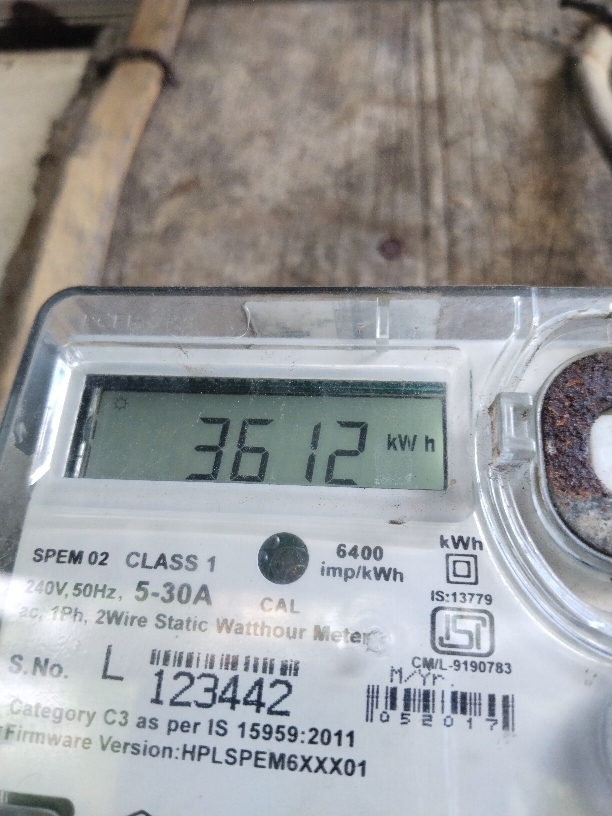 3612 kWh
SPEM 02 CLASS 1
6400
imp/kWh
kWh
240V, 50Hz, 5-30A
CAL
IS:13779
ac, 1Ph, 2Wire Static Watthour Meter
ISI
CM/L-9190783
S.No. L 123442
M/Yr.
052017
Category C3 as per IS 15959:2011
Firmware Version:HPLSPEM6XXX01